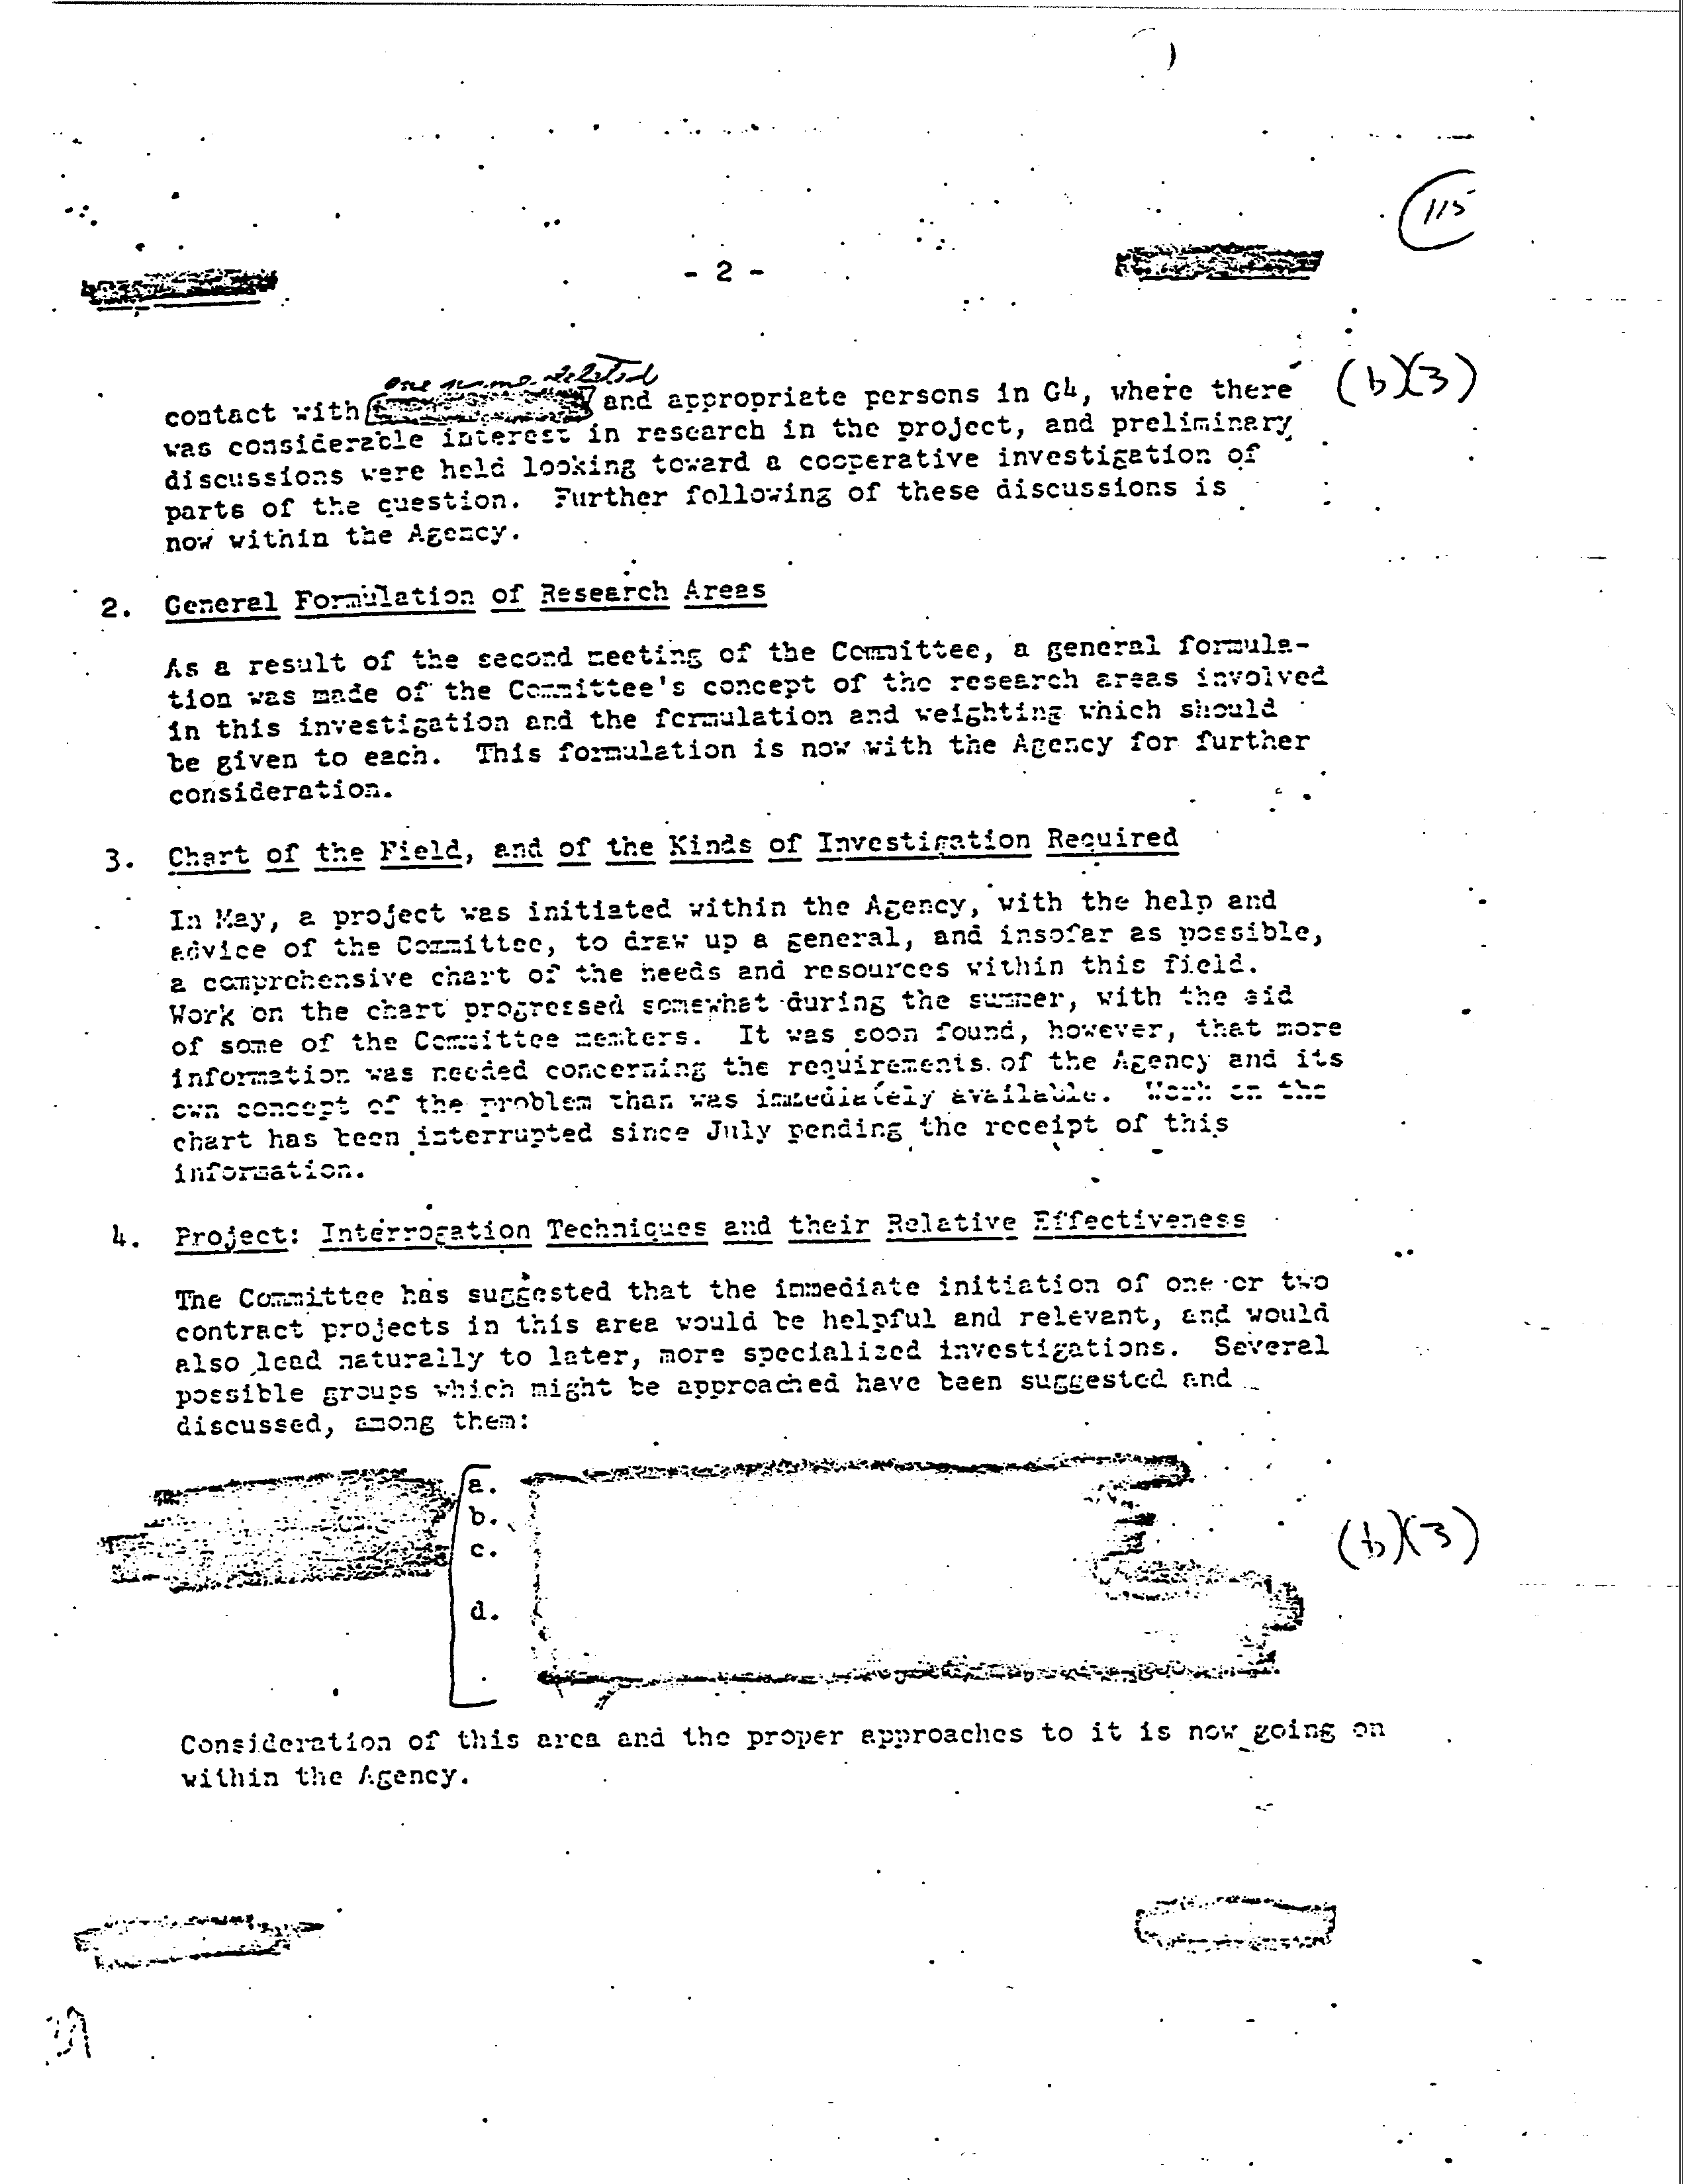 115
- 2 -
one name deleted
contact with and appropriate persons in G4, where there (b)(3)
was considerable interest in research in the project, and preliminary
discussions were held looking toward a cooperative investigation of
parts of the question. Further following of these discussions is
now within the Agency.
2. General Formulation of Research Areas
As a result of the second meeting of the Committee, a general formula-
tion was made of the Committee's concept of the research areas involved
in this investigation and the formulation and weighting which should
be given to each. This formulation is now with the Agency for further
consideration.
3. Chart of the Field, and of the Kinds of Investigation Required
In May, a project was initiated within the Agency, with the help and
advice of the Committee, to draw up a general, and insofar as possible,
a comprehensive chart of the needs and resources within this field.
Work on the chart progressed somewhat during the summer, with the aid
of some of the Committee members. It was soon found, however, that more
information was needed concerning the requirements of the Agency and its
own concept of the problem than was immediately available. Work on the
chart has been interrupted since July pending the receipt of this
information.
4. Project: Interrogation Techniques and their Relative Effectiveness
The Committee has suggested that the immediate initiation of one or two
contract projects in this area would be helpful and relevant, and would
also lead naturally to later, more specialized investigations. Several
possible groups which might be approached have been suggested and
discussed, among them:
a.
b.
c. (b)(3)
d.
Consideration of this area and the proper approaches to it is now going on
within the Agency.